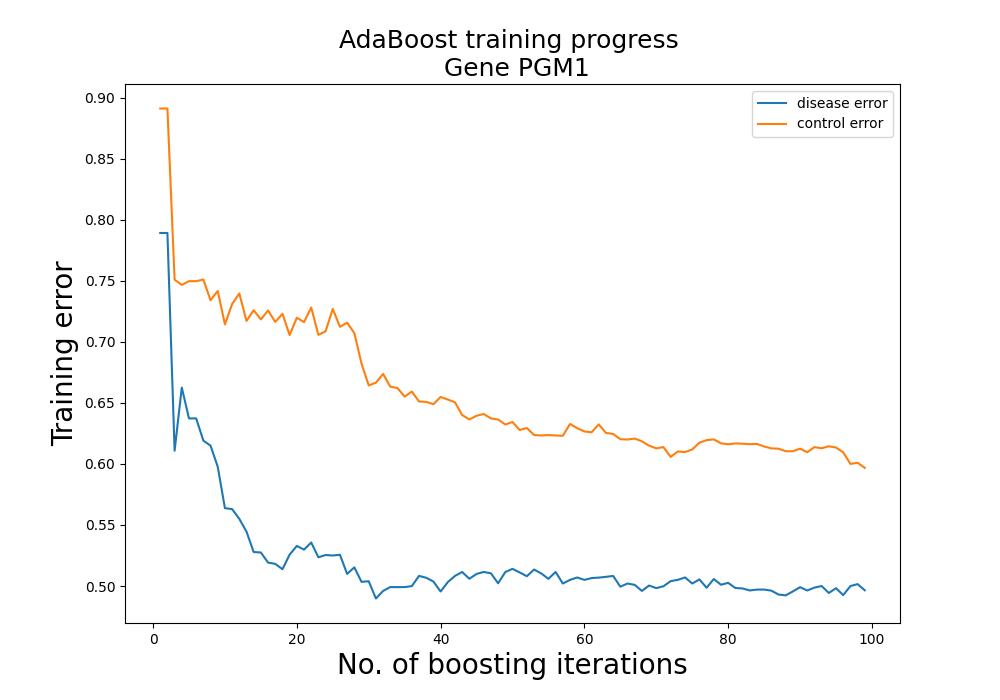 AdaBoost training progress
Gene PGM1
disease error
control error
Training error
0.90
0.85
0.80
0.75
0.70
0.65
0.60
0.55
0.50
0
20
40
60
80
100
No. of boosting iterations